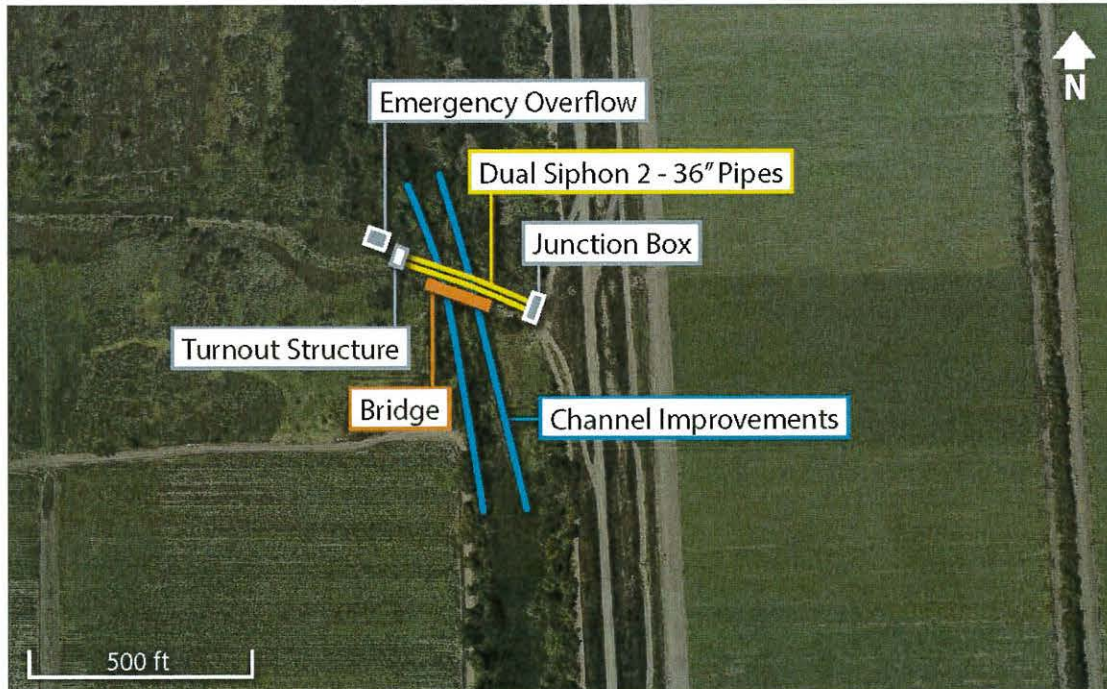 N
Emergency Overflow
Dual Siphon 2 - 36" Pipes
Junction Box
Turnout Structure
Bridge
Channel Improvements
500 ft